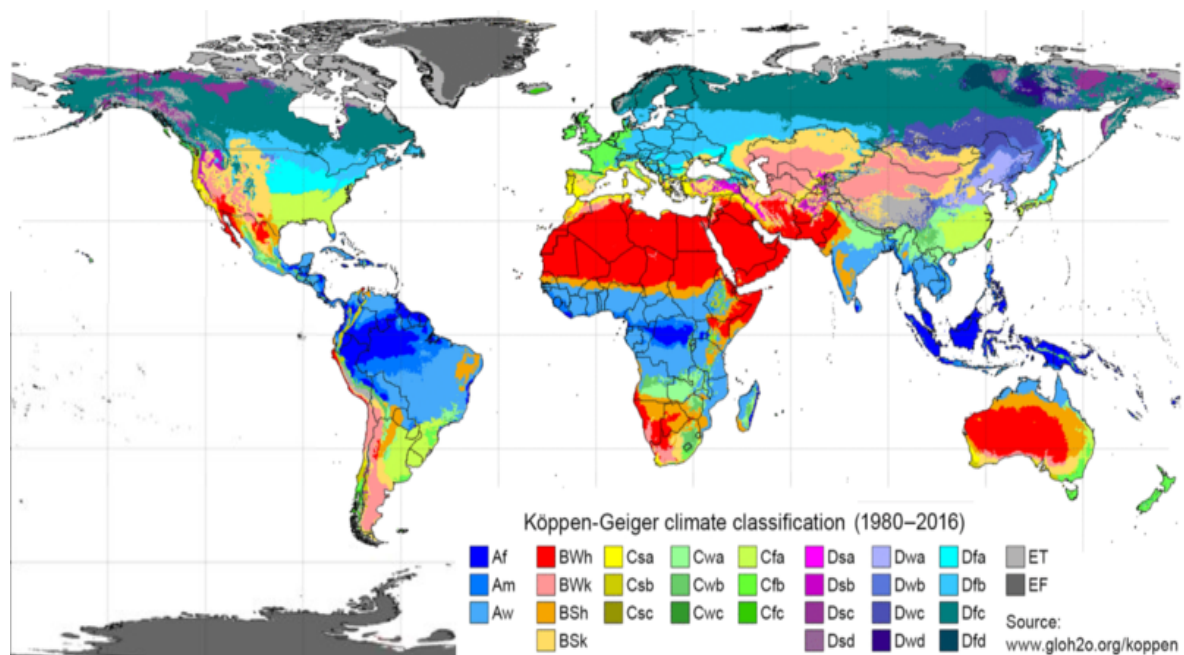 Köppen-Geiger climate classification (1980–2016)
Af BWh Csa Cwa Cfa Dsa Dwa Dfa ET
Am BWk Csb Cwb Cfb Dsb Dwb Dfb EF
Aw BSh Csc Cwc Cfc Dsc Dwc Dfc
BSk Dsd Dwd Dfd
Source:
www.gloh2o.org/koppen